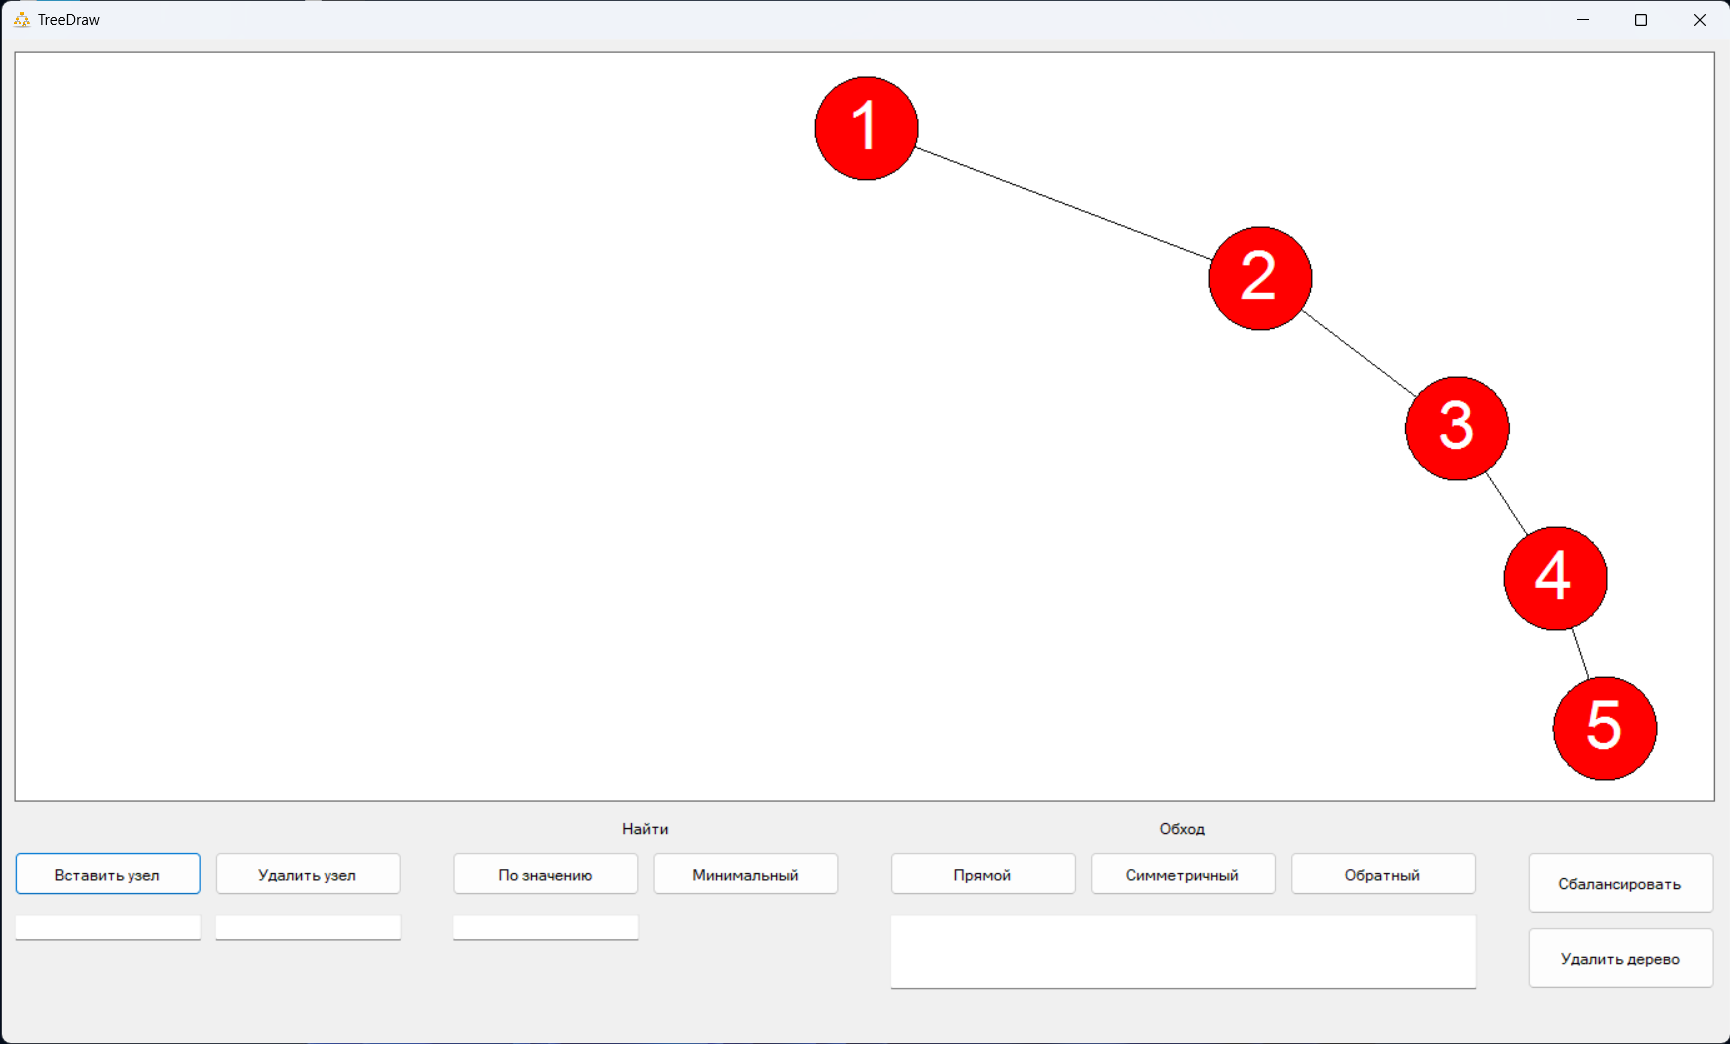 TreeDraw
1
2
3
4
5
Найти
Обход
Вставить узел
Удалить узел
По значению
Минимальный
Прямой
Симметричный
Обратный
Сбалансировать
Удалить дерево